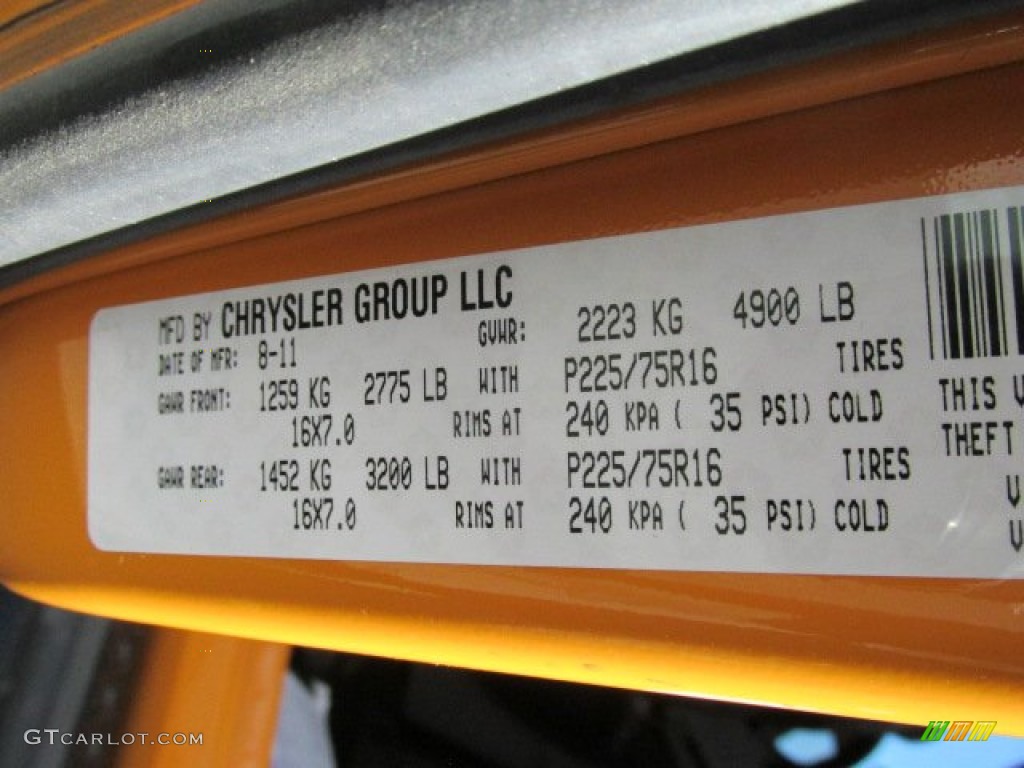 MFD BY CHRYSLER GROUP LLC
DATE OF MFR: 8-11 GVWR: 2223 KG 4900 LB
GAWR FRONT: 1259 KG 2775 LB WITH P225/75R16 TIRES
16X7.0 RIMS AT 240 KPA ( 35 PSI) COLD
GAWR REAR: 1452 KG 3200 LB WITH P225/75R16 TIRES
16X7.0 RIMS AT 240 KPA ( 35 PSI) COLD
THIS V
THEFT
V
V
GTCARLOT.COM